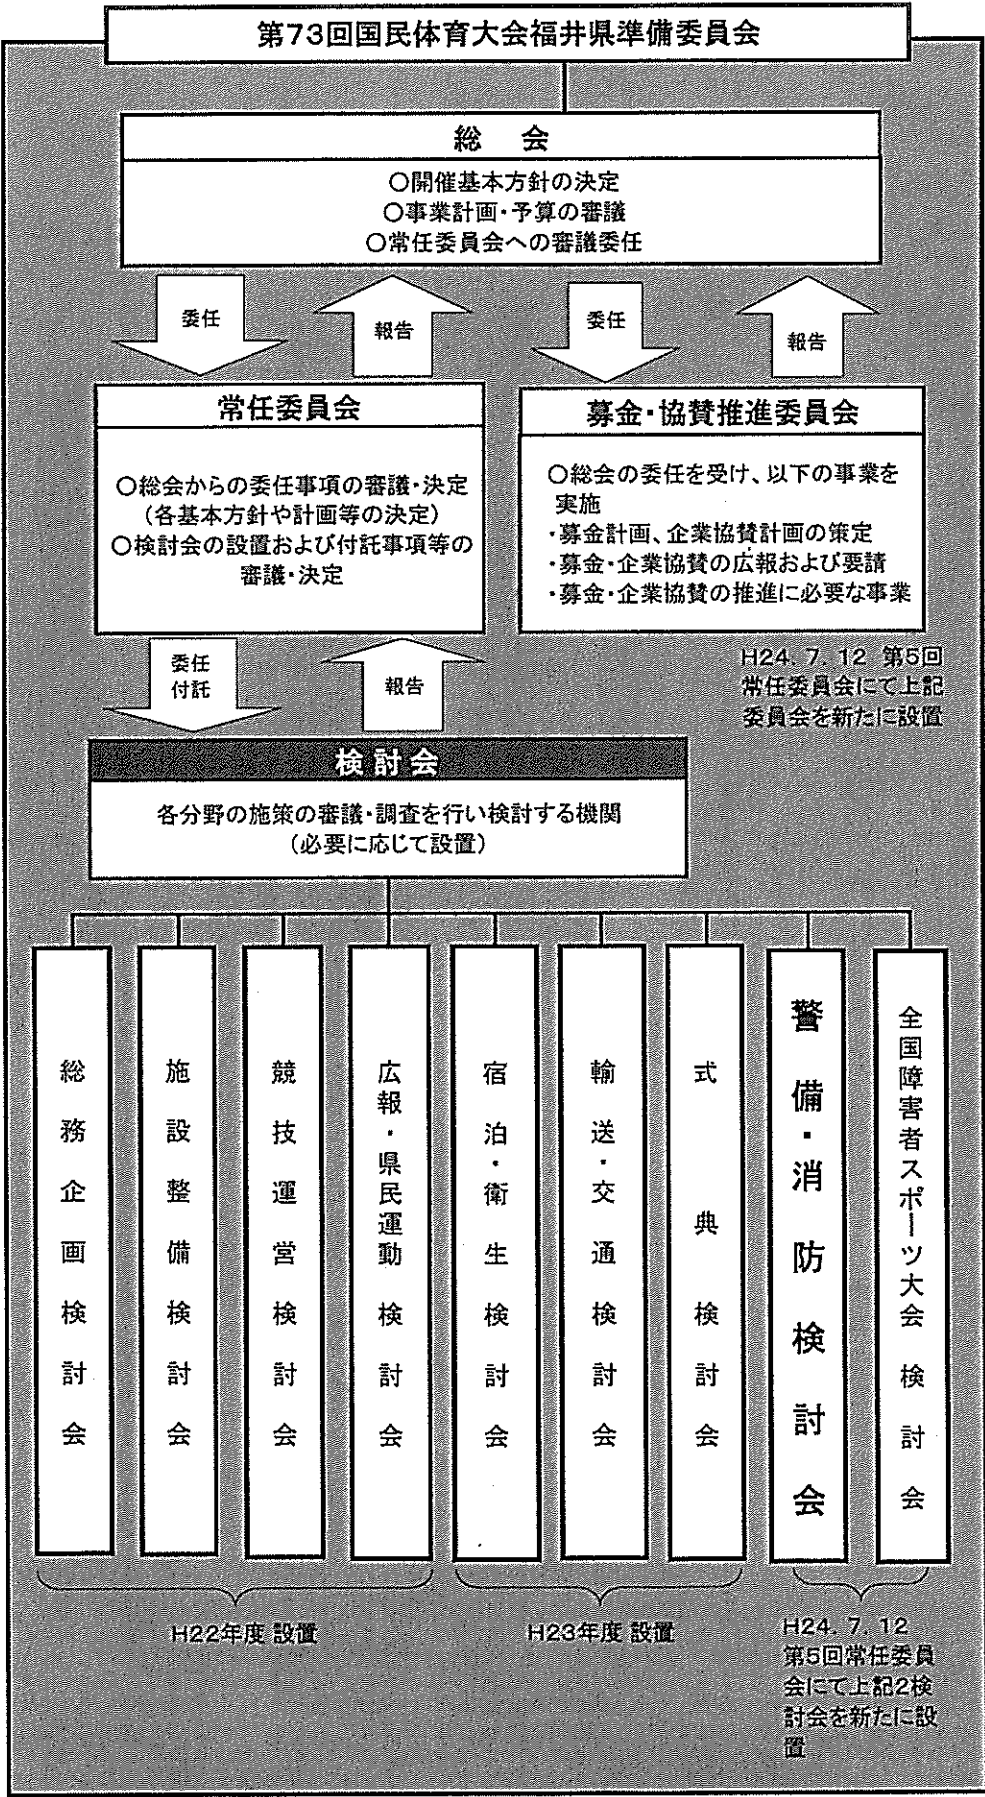 第73回国民体育大会福井県準備委員会
総　会
○開催基本方針の決定
○事業計画・予算の審議
○常任委員会への審議委任
委任
報告
委任
報告
常任委員会
○総会からの委任事項の審議・決定
（各基本方針や計画等の決定）
○検討会の設置および付託事項等の
審議・決定
募金・協賛推進委員会
○総会の委任を受け、以下の事業を
実施
・募金計画、企業協賛計画の策定
・募金・企業協賛の広報および要請
・募金・企業協賛の推進に必要な事業
委任
付託
報告
H24. 7. 12 第5回
常任委員会にて上記
委員会を新たに設置
検討会
各分野の施策の審議・調査を行い検討する機関
（必要に応じて設置）
総務企画検討会
施設整備検討会
競技運営検討会
広報・県民運動検討会
宿泊・衛生検討会
輸送・交通検討会
式典検討会
警備・消防検討会
全国障害者スポーツ大会検討会
H22年度 設置
H23年度 設置
H24. 7. 12
第5回常任委員
会にて上記2検
討会を新たに設
置